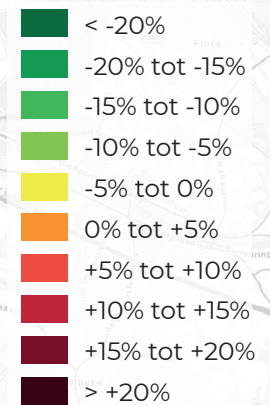 Flora
< -20%
-20% tot -15%
-15% tot -10%
-10% tot -5%
-5% tot 0%
0% tot +5%
+5% tot +10%
+10% tot +15%
+15% tot +20%
> +20%